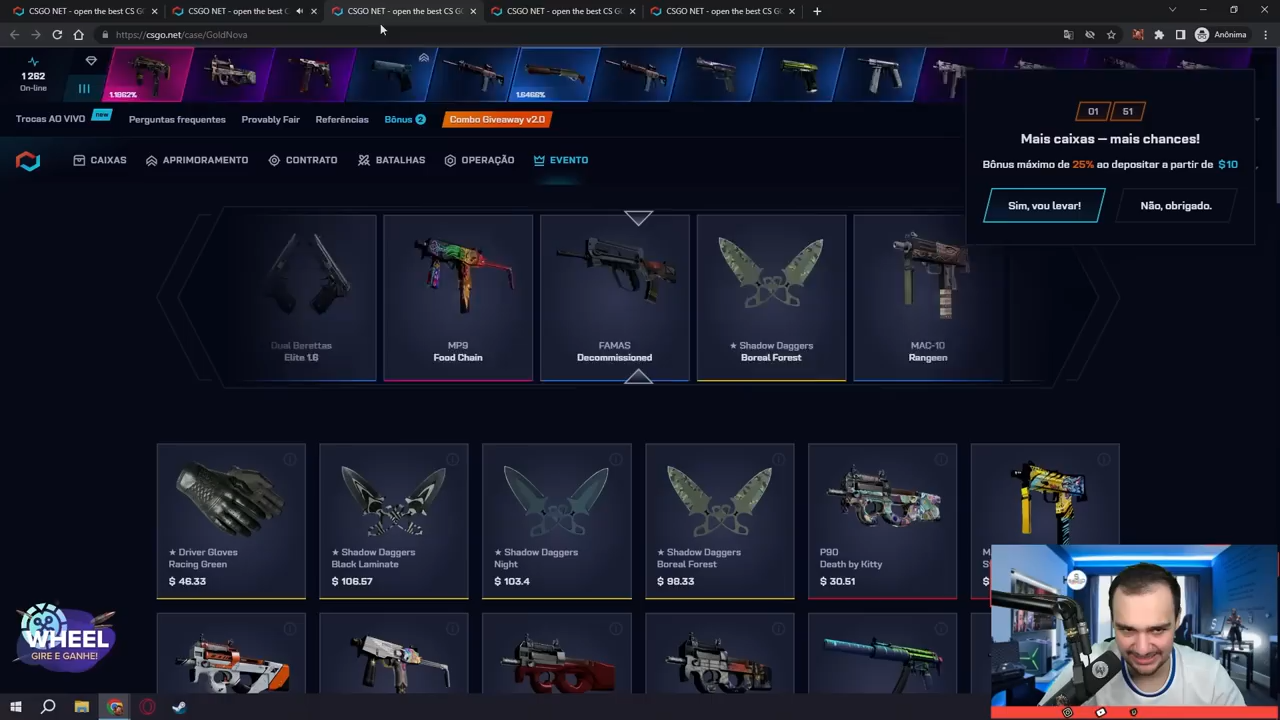 CSGO NET - open the best CS G
CSGO NET - open the best CS G
CSGO NET - open the best CS G
CSGO NET - open the best CS G
CSGO NET - open the best CS G
https://csgo.net/case/GoldNova
Anônima
1 262
On-line
1.1862%
1.6466%
Trocas AO VIVO
new
Perguntas frequentes
Provably Fair
Referências
Bônus 2
Combo Giveaway v2.0
CAIXAS
APRIMORAMENTO
CONTRATO
BATALHAS
OPERAÇÃO
EVENTO
01 51
Mais caixas — mais chances!
Bônus máximo de 25% ao depositar a partir de $10
Sim, vou levar!
Não, obrigado.
Dual Berettas
Elite 1.6
MP9
Food Chain
FAMAS
Decommissioned
★ Shadow Daggers
Boreal Forest
MAC-10
Rangeen
★ Driver Gloves
Racing Green
$ 46.33
★ Shadow Daggers
Black Laminate
$ 106.57
★ Shadow Daggers
Night
$ 103.4
★ Shadow Daggers
Boreal Forest
$ 98.33
P90
Death by Kitty
$ 30.51
WHEEL
GIRE E GANHE!